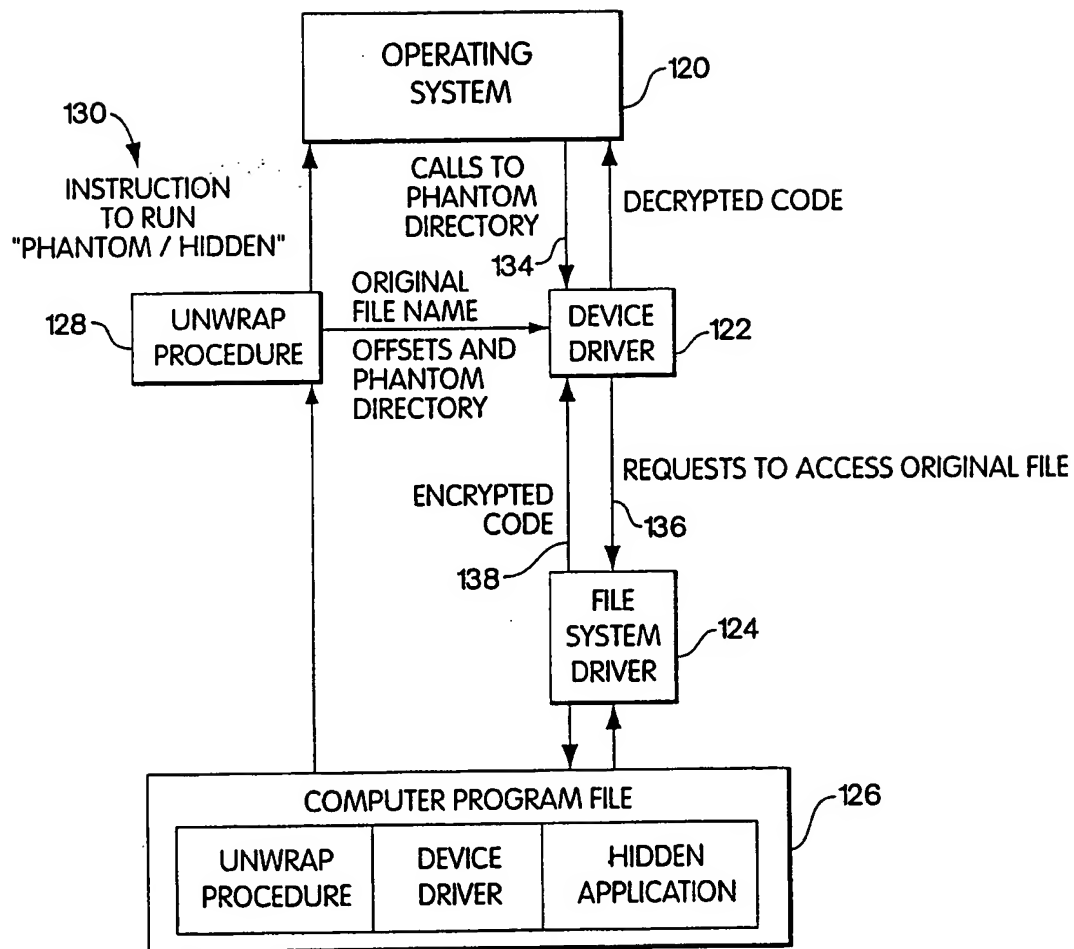 OPERATING
SYSTEM
120
130
INSTRUCTION
TO RUN
"PHANTOM / HIDDEN"
CALLS TO
PHANTOM
DIRECTORY
134
DECRYPTED CODE
128
UNWRAP
PROCEDURE
ORIGINAL
FILE NAME
OFFSETS AND
PHANTOM
DIRECTORY
DEVICE
DRIVER
122
ENCRYPTED
CODE
138
REQUESTS TO ACCESS ORIGINAL FILE
136
FILE
SYSTEM
DRIVER
124
COMPUTER PROGRAM FILE
126
UNWRAP
PROCEDURE
DEVICE
DRIVER
HIDDEN
APPLICATION